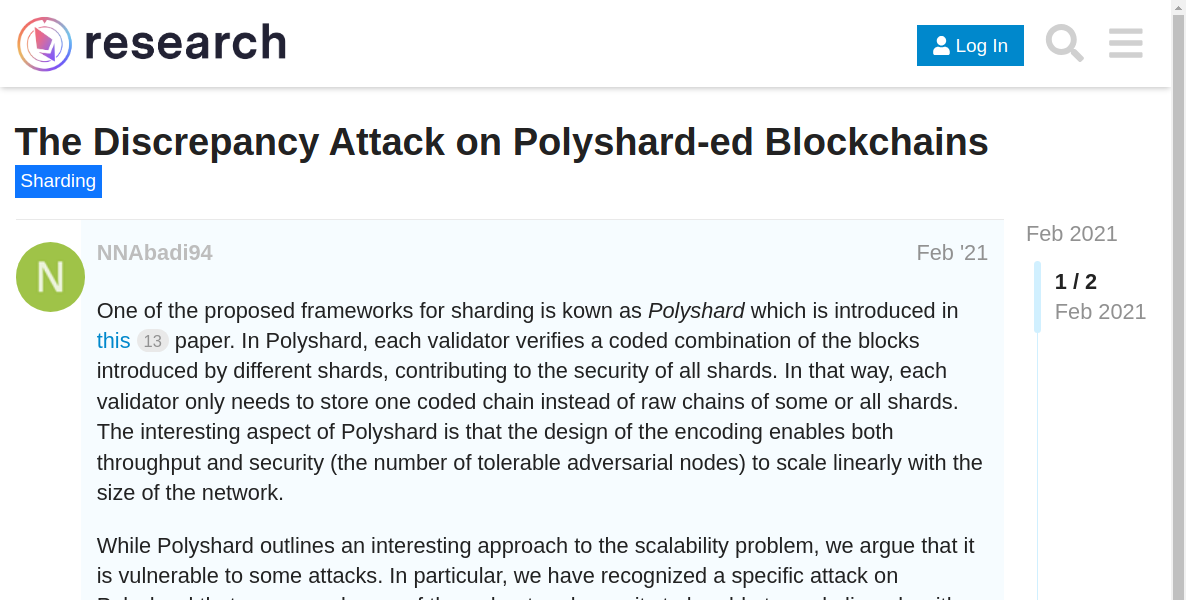 research
Log In
The Discrepancy Attack on Polyshard-ed Blockchains
Sharding
N
NNAbadi94
Feb '21
One of the proposed frameworks for sharding is kown as Polyshard which is introduced in
this 13 paper. In Polyshard, each validator verifies a coded combination of the blocks
introduced by different shards, contributing to the security of all shards. In that way, each
validator only needs to store one coded chain instead of raw chains of some or all shards.
The interesting aspect of Polyshard is that the design of the encoding enables both
throughput and security (the number of tolerable adversarial nodes) to scale linearly with the
size of the network.
While Polyshard outlines an interesting approach to the scalability problem, we argue that it
is vulnerable to some attacks. In particular, we have recognized a specific attack on
Feb 2021
1 / 2
Feb 2021